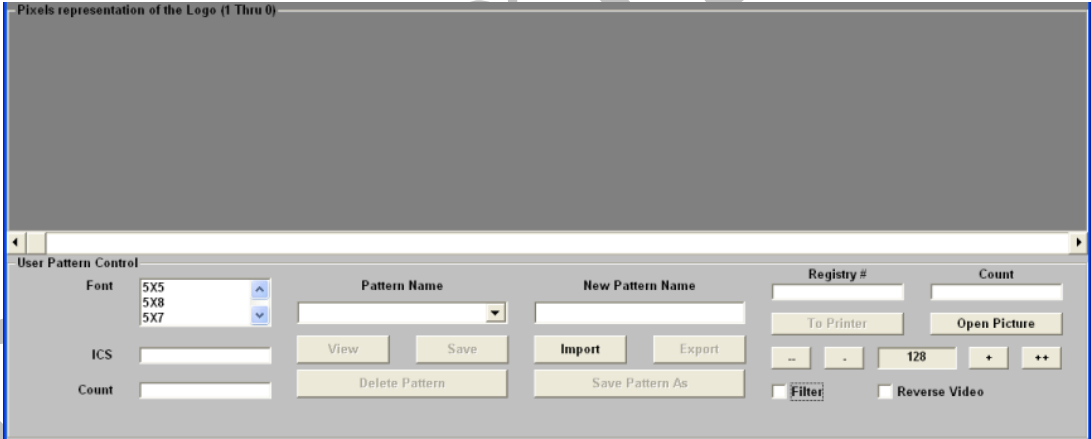 Pixels representation of the Logo (1 Thru 0)
User Pattern Control
Font
5X5
5X8
5X7
Pattern Name
New Pattern Name
Registry #
Count
To Printer
Open Picture
ICS
View
Save
Import
Export
--
-
128
+
++
Count
Delete Pattern
Save Pattern As
Filter
Reverse Video